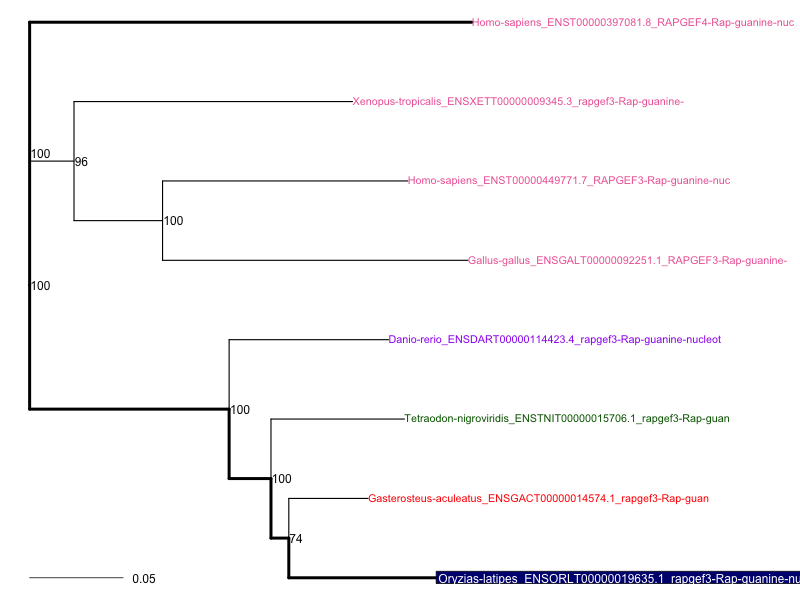 Homo-sapiens_ENST00000397081.8_RAPGEF4-Rap-guanine-nuc
Xenopus-tropicalis_ENSXETT00000009345.3_rapgef3-Rap-guanine-
100
96
Homo-sapiens_ENST00000449771.7_RAPGEF3-Rap-guanine-nuc
100
Gallus-gallus_ENSGALT00000092251.1_RAPGEF3-Rap-guanine-
100
Danio-rerio_ENSDART00000114423.4_rapgef3-Rap-guanine-nucleot
100
Tetraodon-nigroviridis_ENSTNIT00000015706.1_rapgef3-Rap-guan
100
Gasterosteus-aculeatus_ENSGACT00000014574.1_rapgef3-Rap-guan
74
Oryzias-latipes_ENSORLT00000019635.1_rapgef3-Rap-guanine-nu
0.05